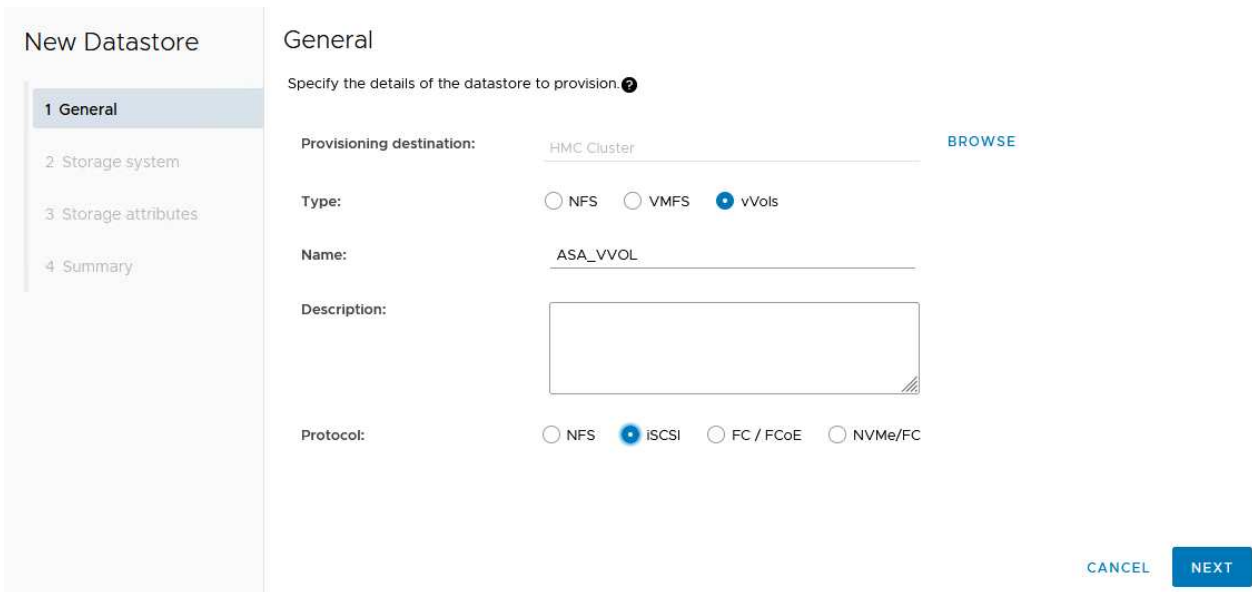 New Datastore
1 General
2 Storage system
3 Storage attributes
4 Summary
General
Specify the details of the datastore to provision.?
Provisioning destination: HMC Cluster BROWSE
Type: NFS VMFS vVols
Name: ASA_VVOL
Description:
Protocol: NFS iSCSI FC / FCoE NVMe/FC
CANCEL NEXT